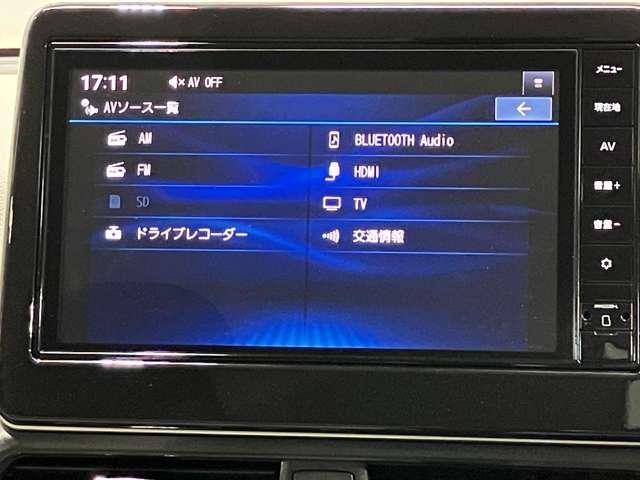 17:11 AV OFF
AVソース一覧
AM
FM
SD
ドライブレコーダー
BLUETOOTH Audio
HDMI
TV
交通情報
メニュー
現在地
AV
音量+
音量-